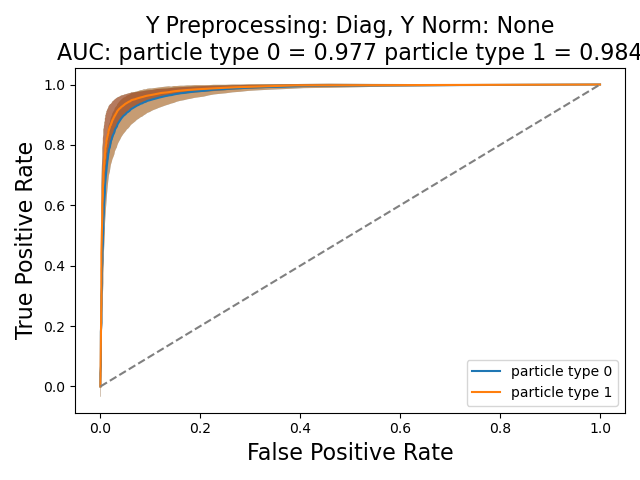 Y Preprocessing: Diag, Y Norm: None
AUC: particle type 0 = 0.977 particle type 1 = 0.984
True Positive Rate
1.0
0.8
0.6
0.4
0.2
0.0
particle type 0
particle type 1
0.0 0.2 0.4 0.6 0.8 1.0
False Positive Rate